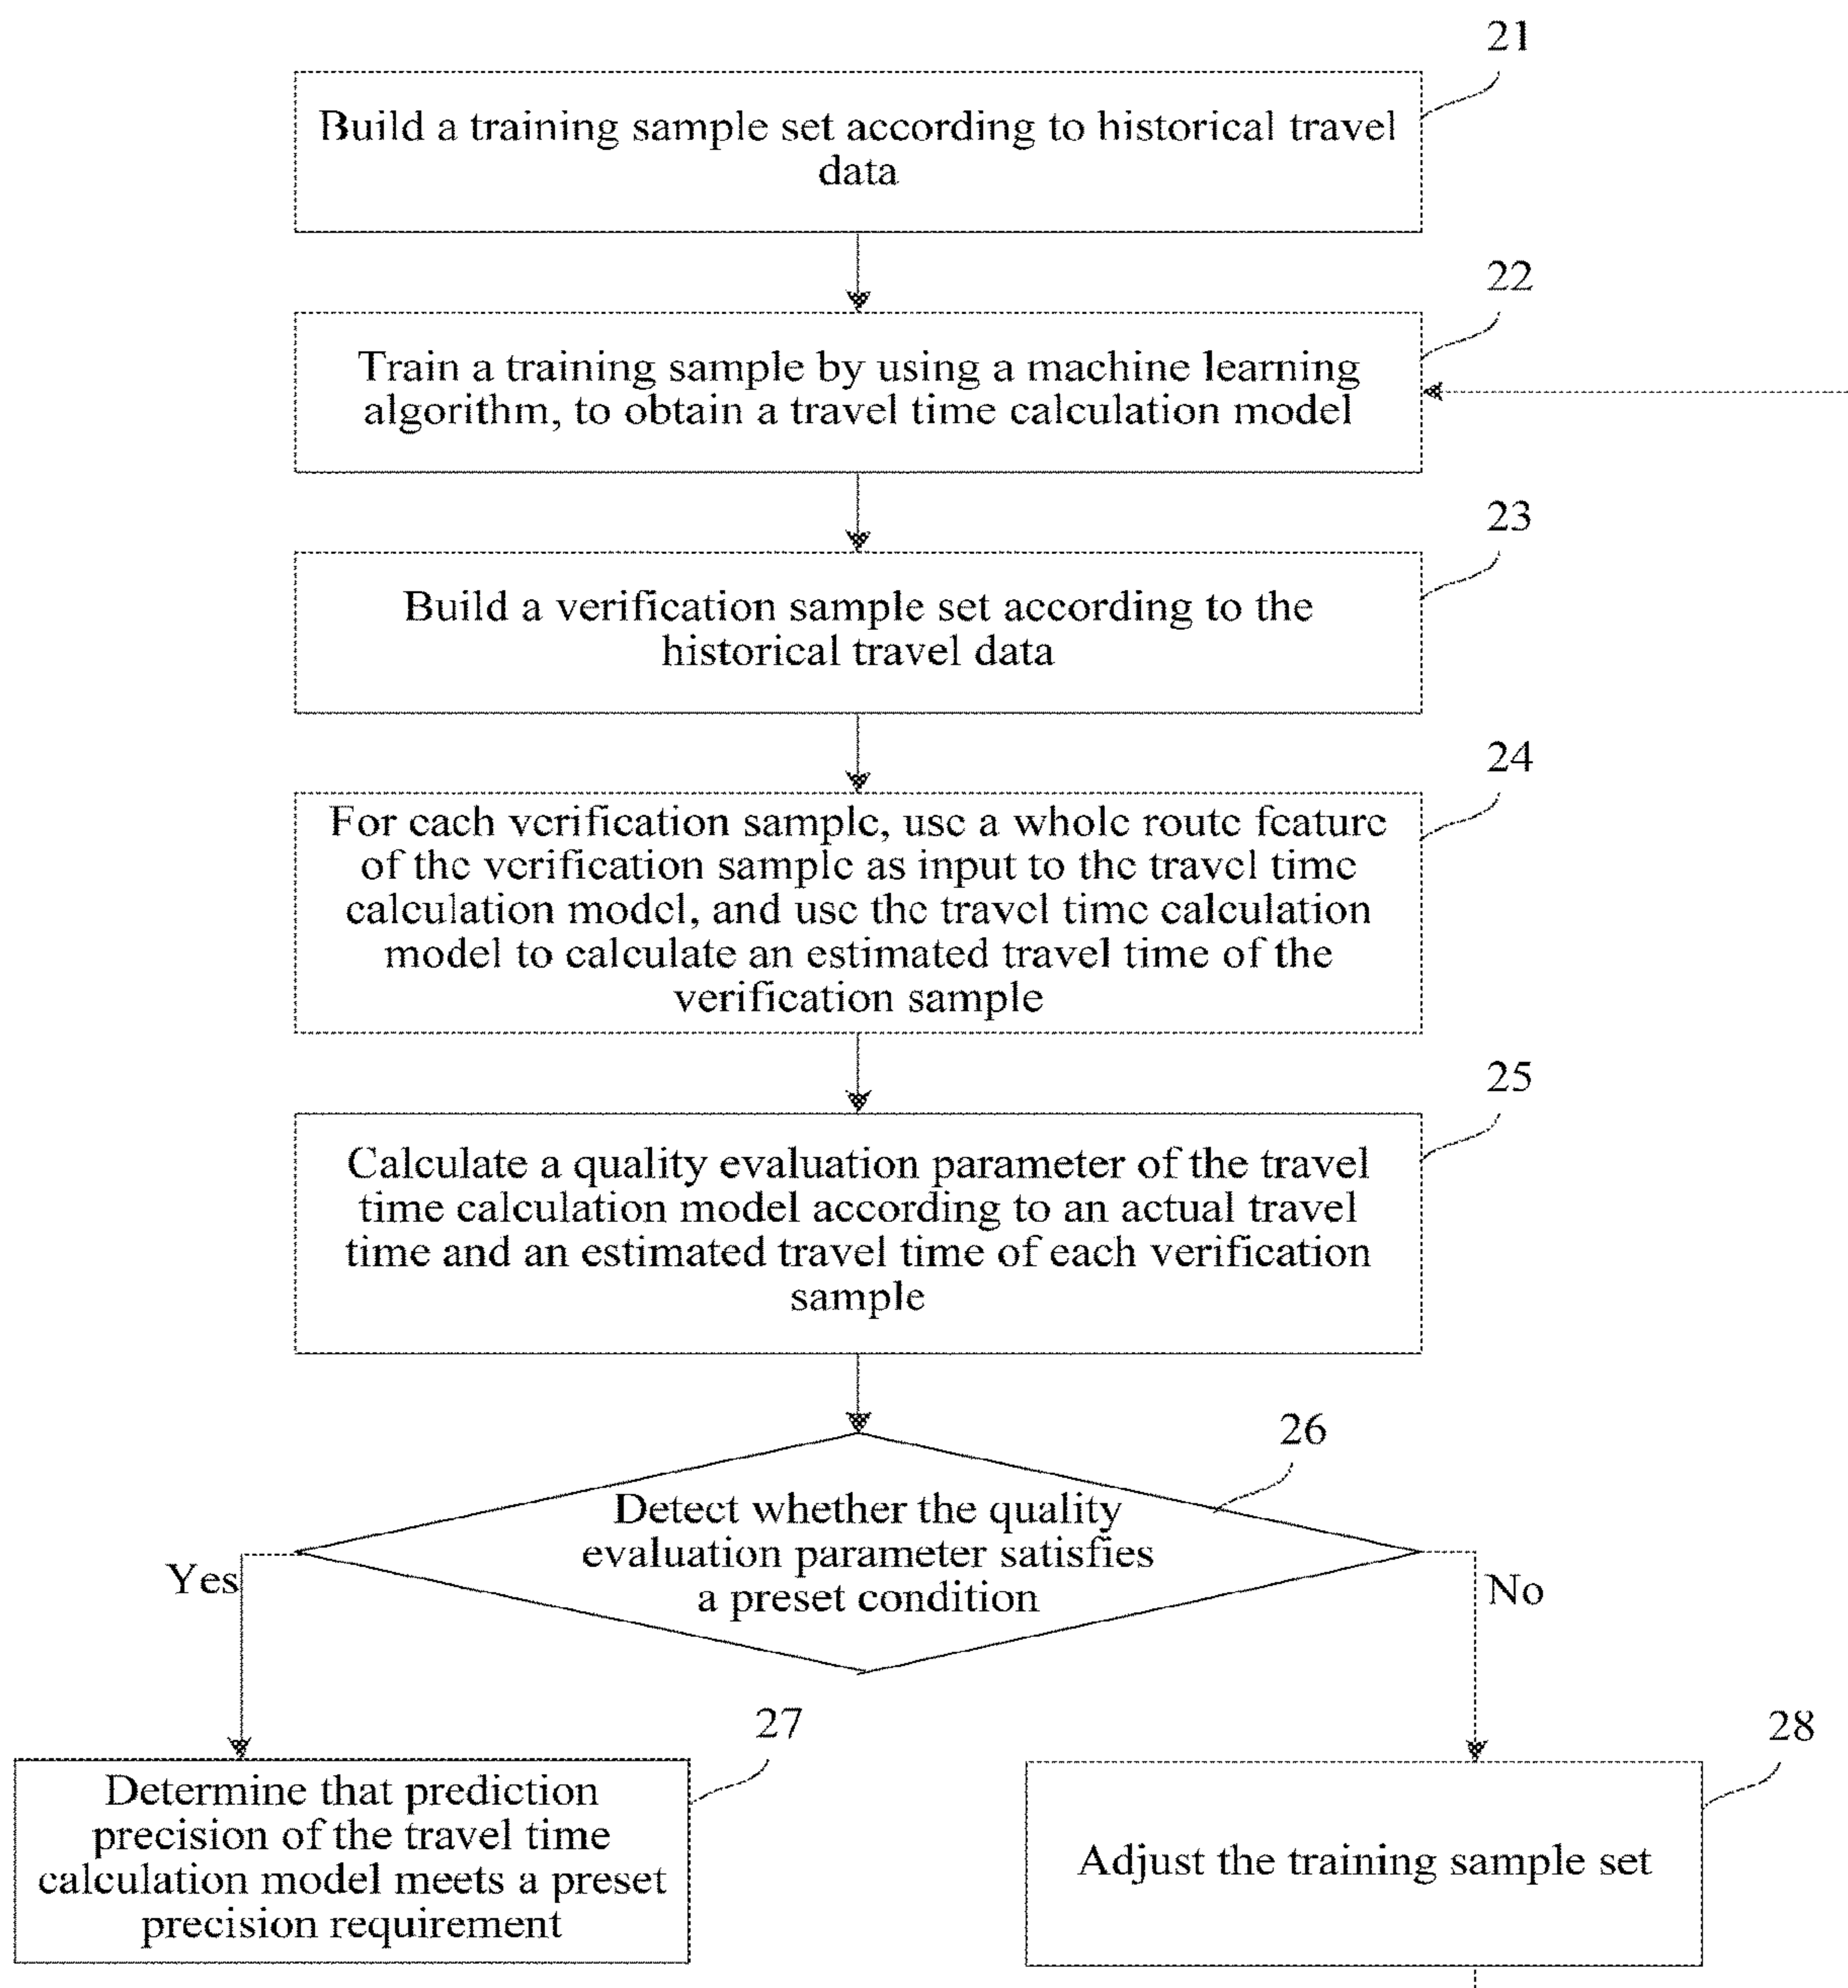 21
Build a training sample set according to historical travel
data
22
Train a training sample by using a machine learning
algorithm, to obtain a travel time calculation model
23
Build a verification sample set according to the
historical travel data
24
For each verification sample, use a whole route feature
of the verification sample as input to the travel time
calculation model, and use the travel time calculation
model to calculate an estimated travel time of the
verification sample
25
Calculate a quality evaluation parameter of the travel
time calculation model according to an actual travel
time and an estimated travel time of each verification
sample
26
Detect whether the quality
evaluation parameter satisfies
a preset condition
Yes
No
27
Determine that prediction
precision of the travel time
calculation model meets a preset
precision requirement
28
Adjust the training sample set